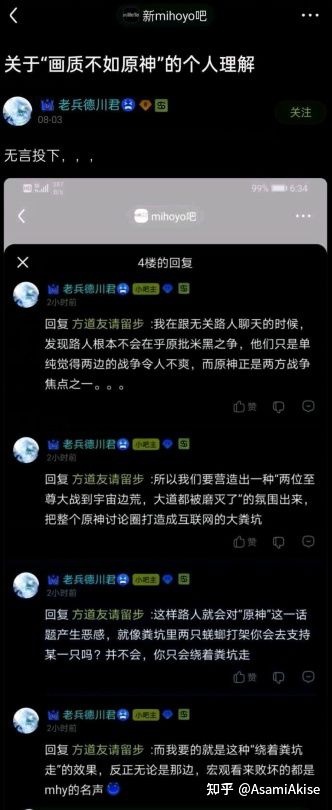 新mihoyo吧
关于“画质不如原神”的个人理解
老兵德川君
08-03
关注
无言投下，，，
99% 6:34
mihoyo吧
4楼的回复
老兵德川君 小吧主
2小时前
回复 方道友请留步 :我在跟无关路人聊天的时候，
发现路人根本不会在乎原批米黑之争，他们只是单
纯觉得两边的战争令人不爽，而原神正是两方战争
焦点之一。。。
赞
老兵德川君 小吧主
2小时前
回复 方道友请留步 :所以我们要营造出一种“两位至
尊大战到宇宙边荒，大道都被磨灭了”的氛围出来，
把整个原神讨论圈打造成互联网的大粪坑
赞
老兵德川君 小吧主
2小时前
回复 方道友请留步 :这样路人就会对“原神”这一话
题产生恶感，就像粪坑里两只蜣螂打架你会去支持
某一只吗？并不会，你只会绕着粪坑走
赞
老兵德川君 小吧主
2小时前
回复 方道友请留步 :而我要的就是这种“绕着粪坑
走”的效果，反正无论是那边，宏观看来败坏的都是
mhy的名声
知乎 @AsamiAkise